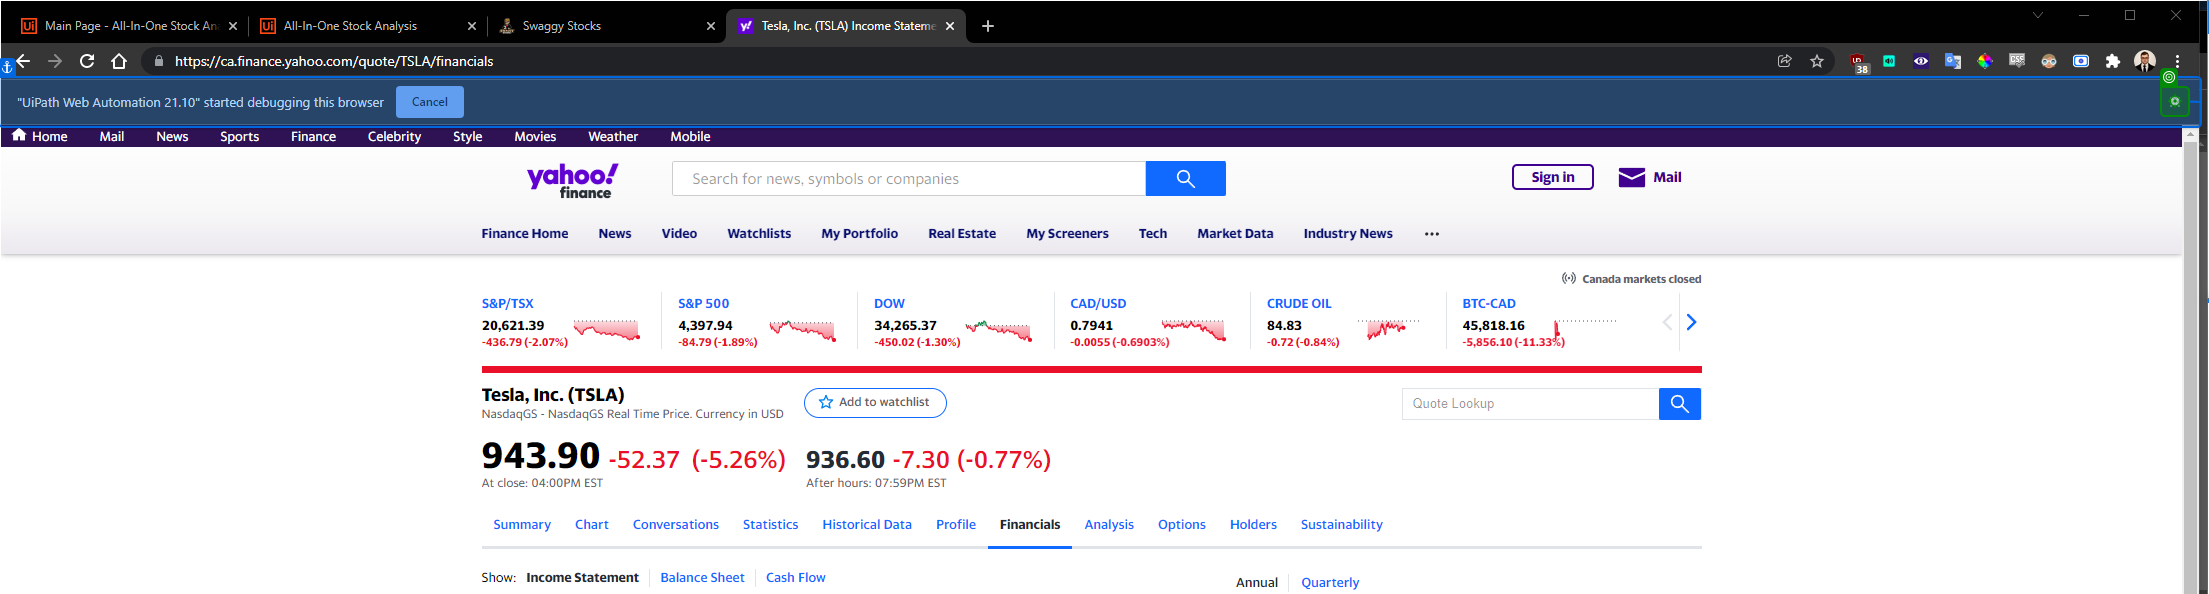 Main Page - All-In-One Stock An
All-In-One Stock Analysis
Swaggy Stocks
Tesla, Inc. (TSLA) Income Stateme
https://ca.finance.yahoo.com/quote/TSLA/financials
38
"UiPath Web Automation 21.10" started debugging this browser Cancel
Home Mail News Sports Finance Celebrity Style Movies Weather Mobile
yahoo! finance
Search for news, symbols or companies
Sign in Mail
Finance Home News Video Watchlists My Portfolio Real Estate My Screeners Tech Market Data Industry News ...
Canada markets closed
S&P/TSX
20,621.39
-436.79 (-2.07%)
S&P 500
4,397.94
-84.79 (-1.89%)
DOW
34,265.37
-450.02 (-1.30%)
CAD/USD
0.7941
-0.0055 (-0.6903%)
CRUDE OIL
84.83
-0.72 (-0.84%)
BTC-CAD
45,818.16
-5,856.10 (-11.33%)
Tesla, Inc. (TSLA)
NasdaqGS - NasdaqGS Real Time Price. Currency in USD
Add to watchlist
Quote Lookup
943.90 -52.37 (-5.26%)
At close: 04:00PM EST
936.60 -7.30 (-0.77%)
After hours: 07:59PM EST
Summary Chart Conversations Statistics Historical Data Profile Financials Analysis Options Holders Sustainability
Show: Income Statement Balance Sheet Cash Flow
Annual Quarterly